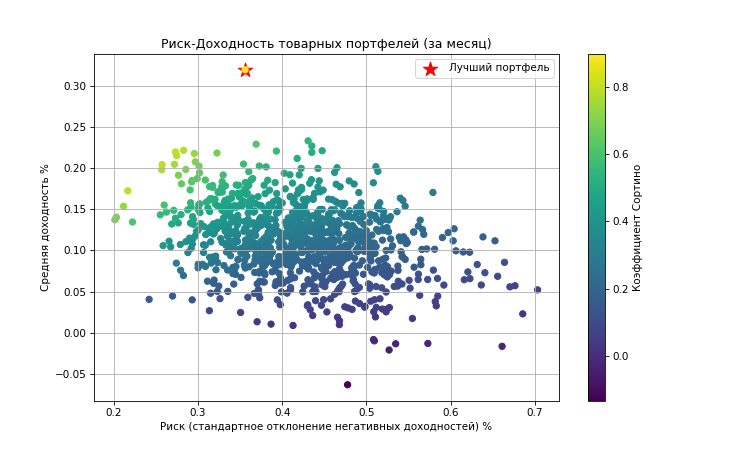 Риск-Доходность товарных портфелей (за месяц)
Лучший портфель
0.30
0.25
0.20
0.15
0.10
0.05
0.00
−0.05
Средняя доходность %
0.2 0.3 0.4 0.5 0.6 0.7
Риск (стандартное отклонение негативных доходностей) %
0.8
0.6
0.4
0.2
0.0
Коэффициент Сортино